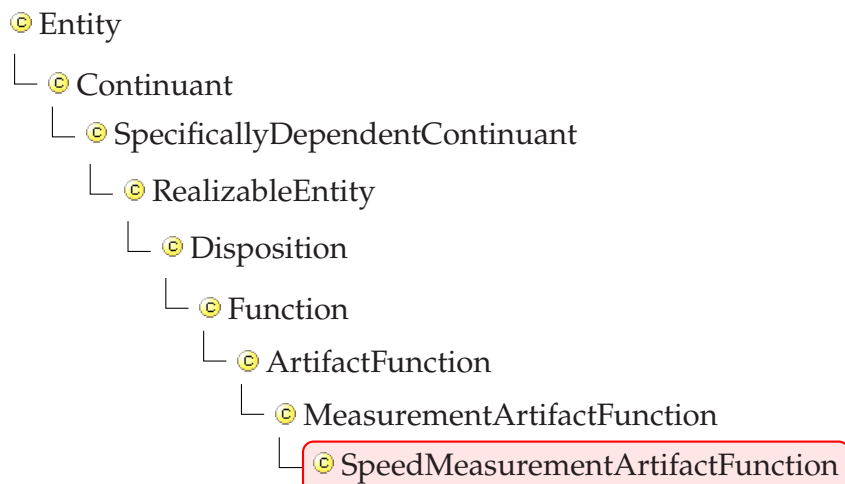 C Entity
C Continuant
C SpecificallyDependentContinuant
C RealizableEntity
C Disposition
C Function
C ArtifactFunction
C MeasurementArtifactFunction
C SpeedMeasurementArtifactFunction